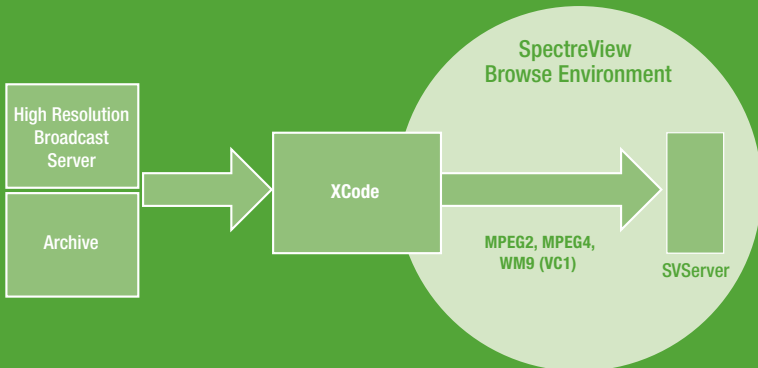 SpectreView
Browse Environment
High Resolution
Broadcast
Server
Archive
XCode
MPEG2, MPEG4,
WM9 (VC1)
SVServer